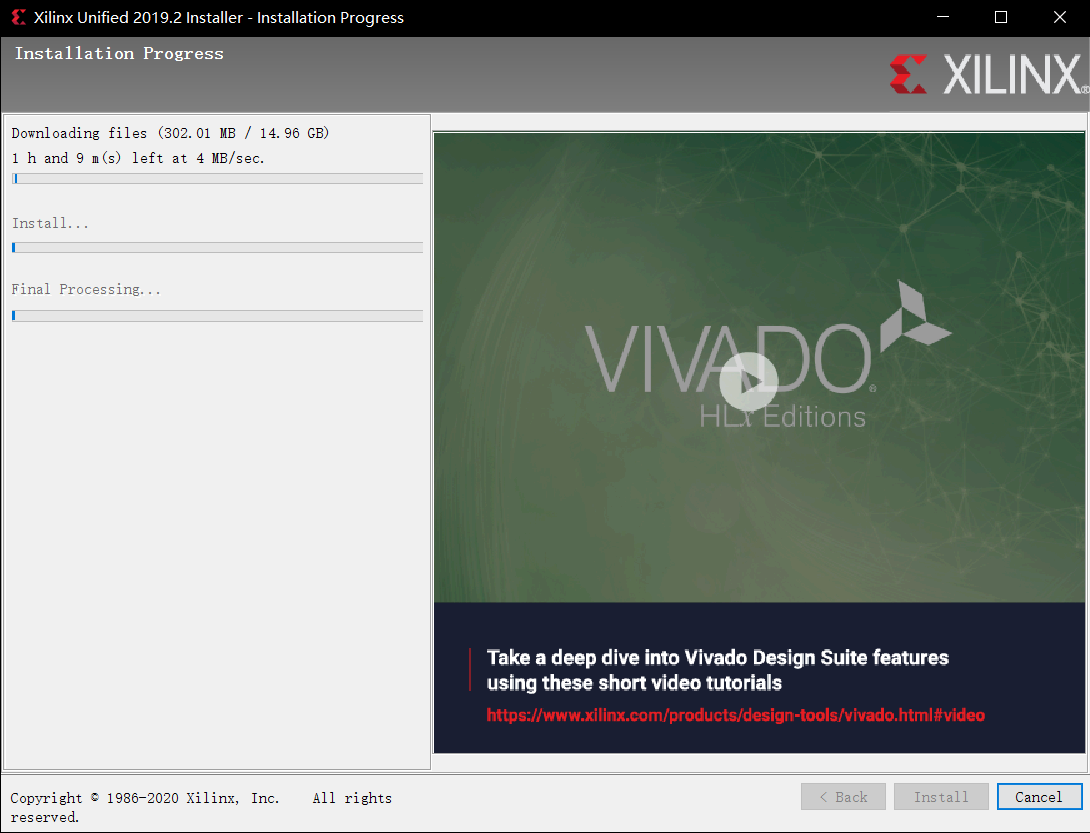 Xilinx Unified 2019.2 Installer - Installation Progress
Installation Progress
XILINX®
Downloading files (302.01 MB / 14.96 GB)
1 h and 9 m(s) left at 4 MB/sec.
Install...
Final Processing...
VIVADO®
HLx Editions
Take a deep dive into Vivado Design Suite features
using these short video tutorials
https://www.xilinx.com/products/design-tools/vivado.html#video
Copyright © 1986-2020 Xilinx, Inc. All rights
reserved.
< Back
Install
Cancel